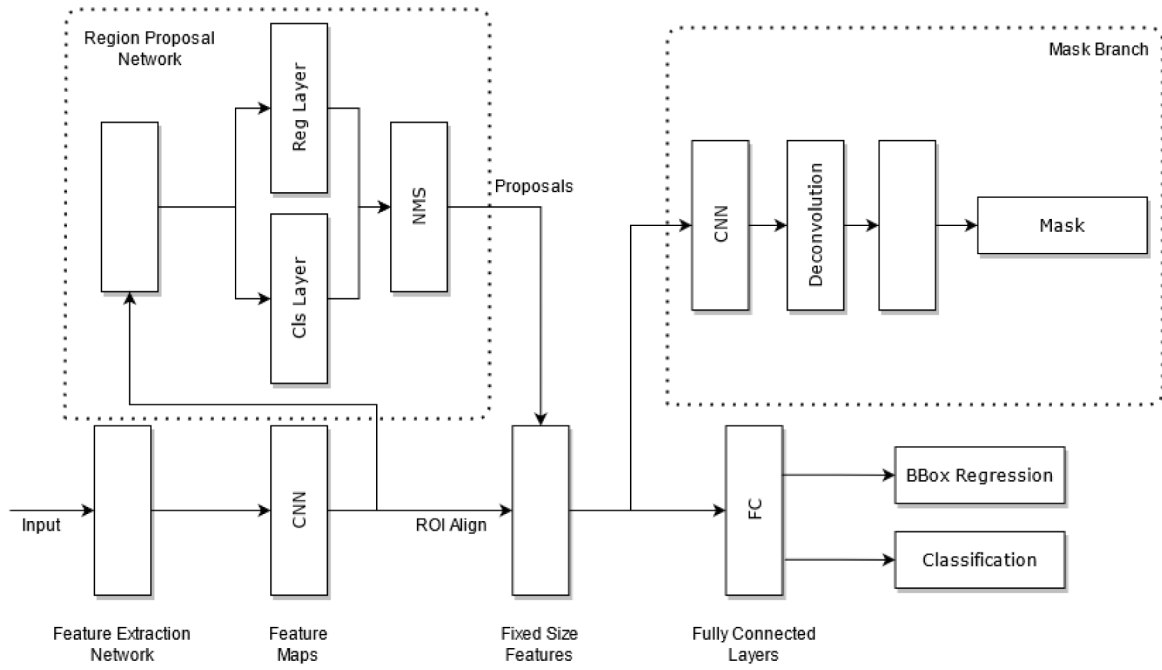 Region Proposal
Network
Reg Layer
Cls Layer
NMS
Proposals
Mask Branch
CNN
Deconvolution
Mask
Input
CNN
ROI Align
FC
BBox Regression
Classification
Feature Extraction
Network
Feature
Maps
Fixed Size
Features
Fully Connected
Layers